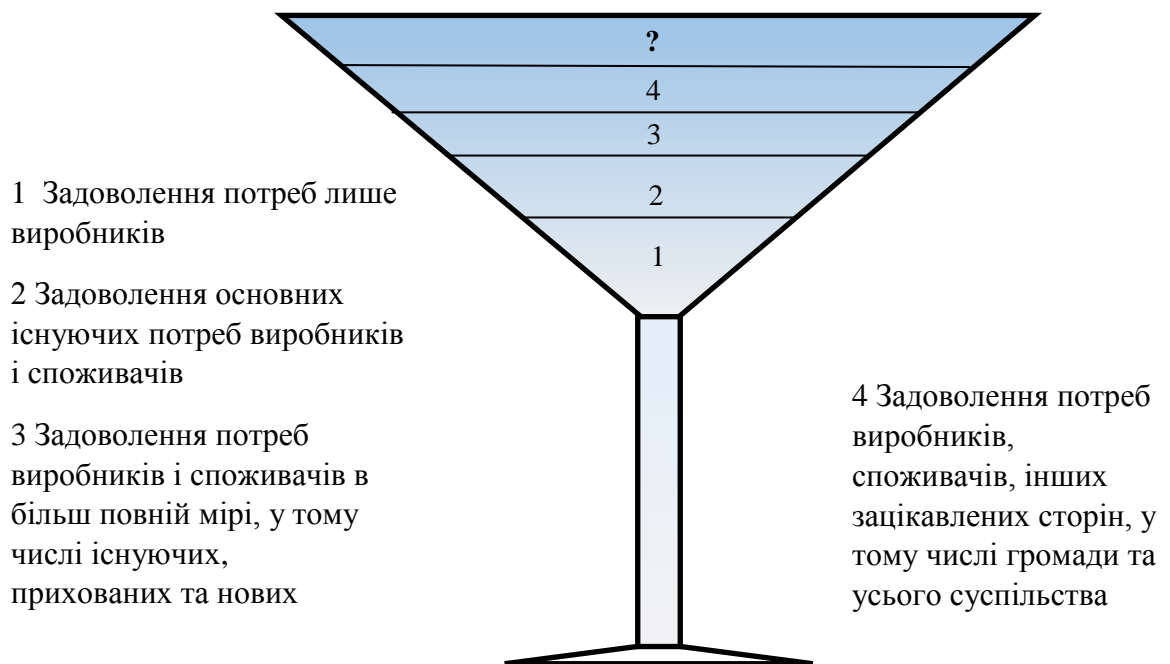 ?
4
3
2
1
1 Задоволення потреб лише
виробників
2 Задоволення основних
існуючих потреб виробників
і споживачів
3 Задоволення потреб
виробників і споживачів в
більш повній мірі, у тому
числі існуючих,
прихованих та нових
4 Задоволення потреб
виробників,
споживачів, інших
зацікавлених сторін, у
тому числі громади та
усього суспільства